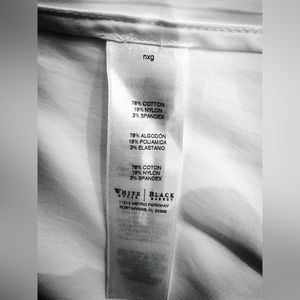 nxg
78% COTTON
19% NYLON
3% SPANDEX
78% ALGODÓN
19% POLIAMIDA
3% ELASTANO
78% COTON
19% NYLON
3% SPANDEX
WHITE | BLACK
HOUSE | MARKET
11215 METRO PARKWAY
FORT MYERS, FL 33966